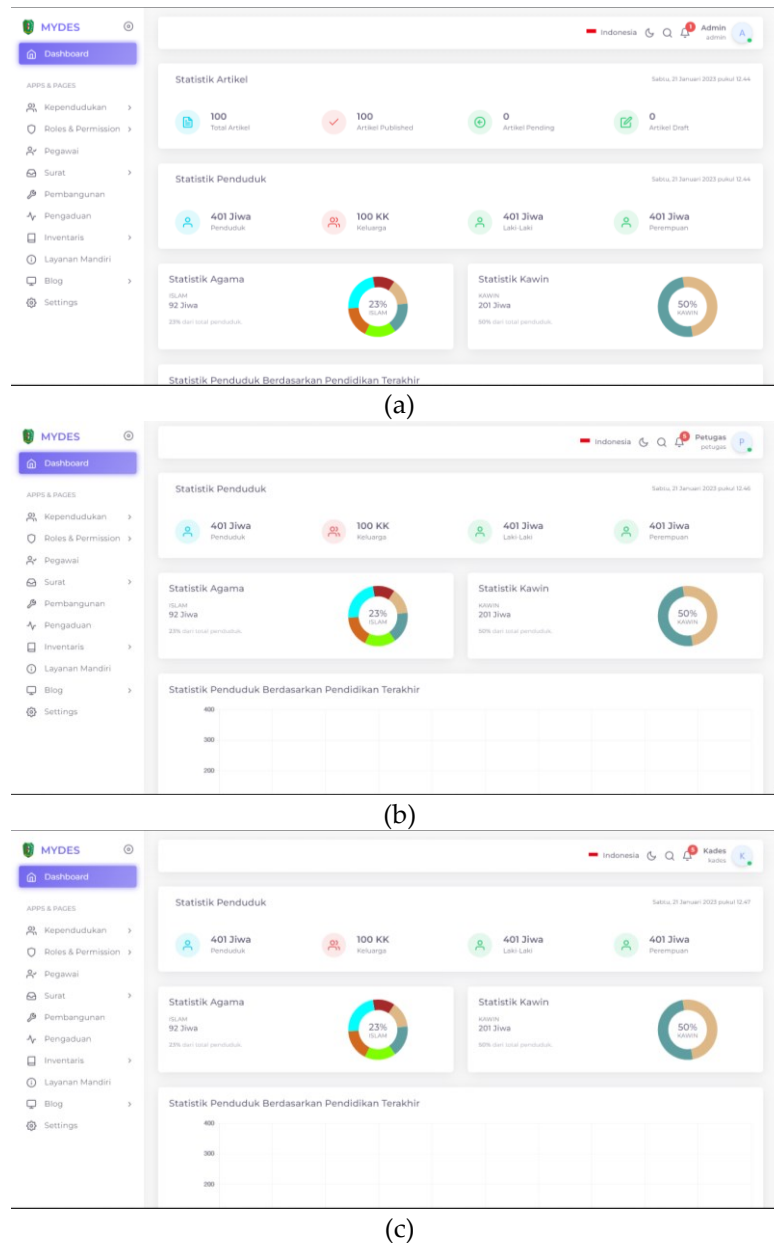 MYDES
Indonesia
1
Admin
admin
A
Dashboard
APPS & PAGES
Kependudukan
Roles & Permission
Pegawai
Surat
Pembangunan
Pengaduan
Inventaris
Layanan Mandiri
Blog
Settings
Statistik Artikel
Sabtu, 21 Januari 2023 pukul 12.44
100
Total Artikel
100
Artikel Published
0
Artikel Pending
0
Artikel Draft
Statistik Penduduk
Sabtu, 21 Januari 2023 pukul 12.44
401 Jiwa
Penduduk
100 KK
Keluarga
401 Jiwa
Laki-Laki
401 Jiwa
Perempuan
Statistik Agama
ISLAM
92 Jiwa
23% dari total penduduk.
23%
ISLAM
Statistik Kawin
KAWIN
201 Jiwa
50% dari total penduduk.
50%
KAWIN
Statistik Penduduk Berdasarkan Pendidikan Terakhir
(a)
MYDES
Indonesia
5
Petugas
petugas
P
Dashboard
APPS & PAGES
Kependudukan
Roles & Permission
Pegawai
Surat
Pembangunan
Pengaduan
Inventaris
Layanan Mandiri
Blog
Settings
Statistik Penduduk
Sabtu, 21 Januari 2023 pukul 12.46
401 Jiwa
Penduduk
100 KK
Keluarga
401 Jiwa
Laki-Laki
401 Jiwa
Perempuan
Statistik Agama
ISLAM
92 Jiwa
23% dari total penduduk.
23%
ISLAM
Statistik Kawin
KAWIN
201 Jiwa
50% dari total penduduk.
50%
KAWIN
Statistik Penduduk Berdasarkan Pendidikan Terakhir
400
300
200
(b)
MYDES
Indonesia
5
Kades
kades
K
Dashboard
APPS & PAGES
Kependudukan
Roles & Permission
Pegawai
Surat
Pembangunan
Pengaduan
Inventaris
Layanan Mandiri
Blog
Settings
Statistik Penduduk
Sabtu, 21 Januari 2023 pukul 12.47
401 Jiwa
Penduduk
100 KK
Keluarga
401 Jiwa
Laki-Laki
401 Jiwa
Perempuan
Statistik Agama
ISLAM
92 Jiwa
23% dari total penduduk.
23%
ISLAM
Statistik Kawin
KAWIN
201 Jiwa
50% dari total penduduk.
50%
KAWIN
Statistik Penduduk Berdasarkan Pendidikan Terakhir
400
300
200
(c)